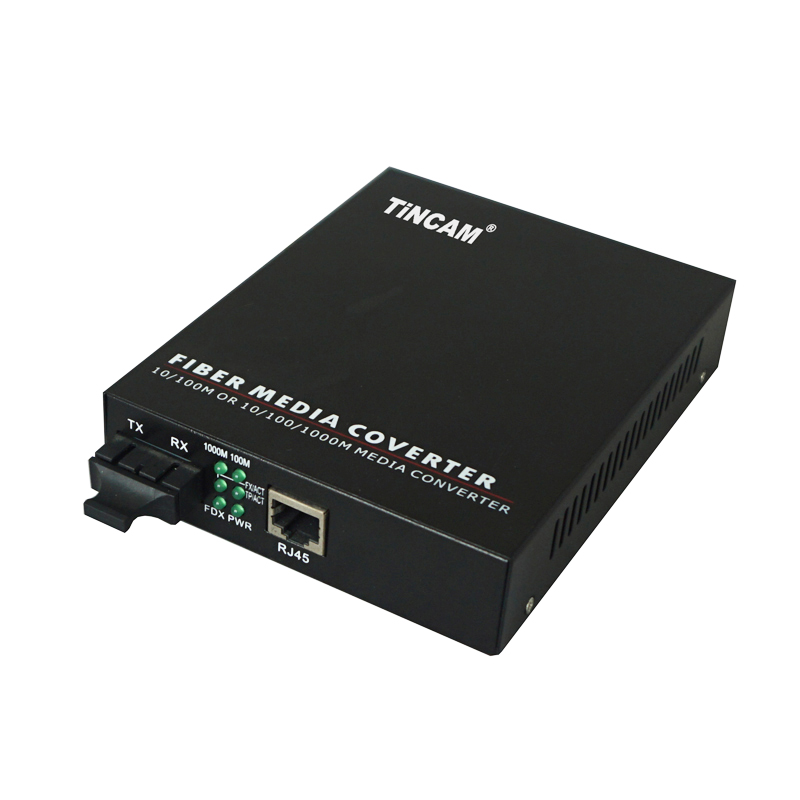 TiNCAM®
FIBER MEDIA COVERTER
10/100M OR 10/100/1000M MEDIA CONVERTER
TX RX
1000M 100M
FX/ACT
TP/ACT
FDX PWR
RJ45